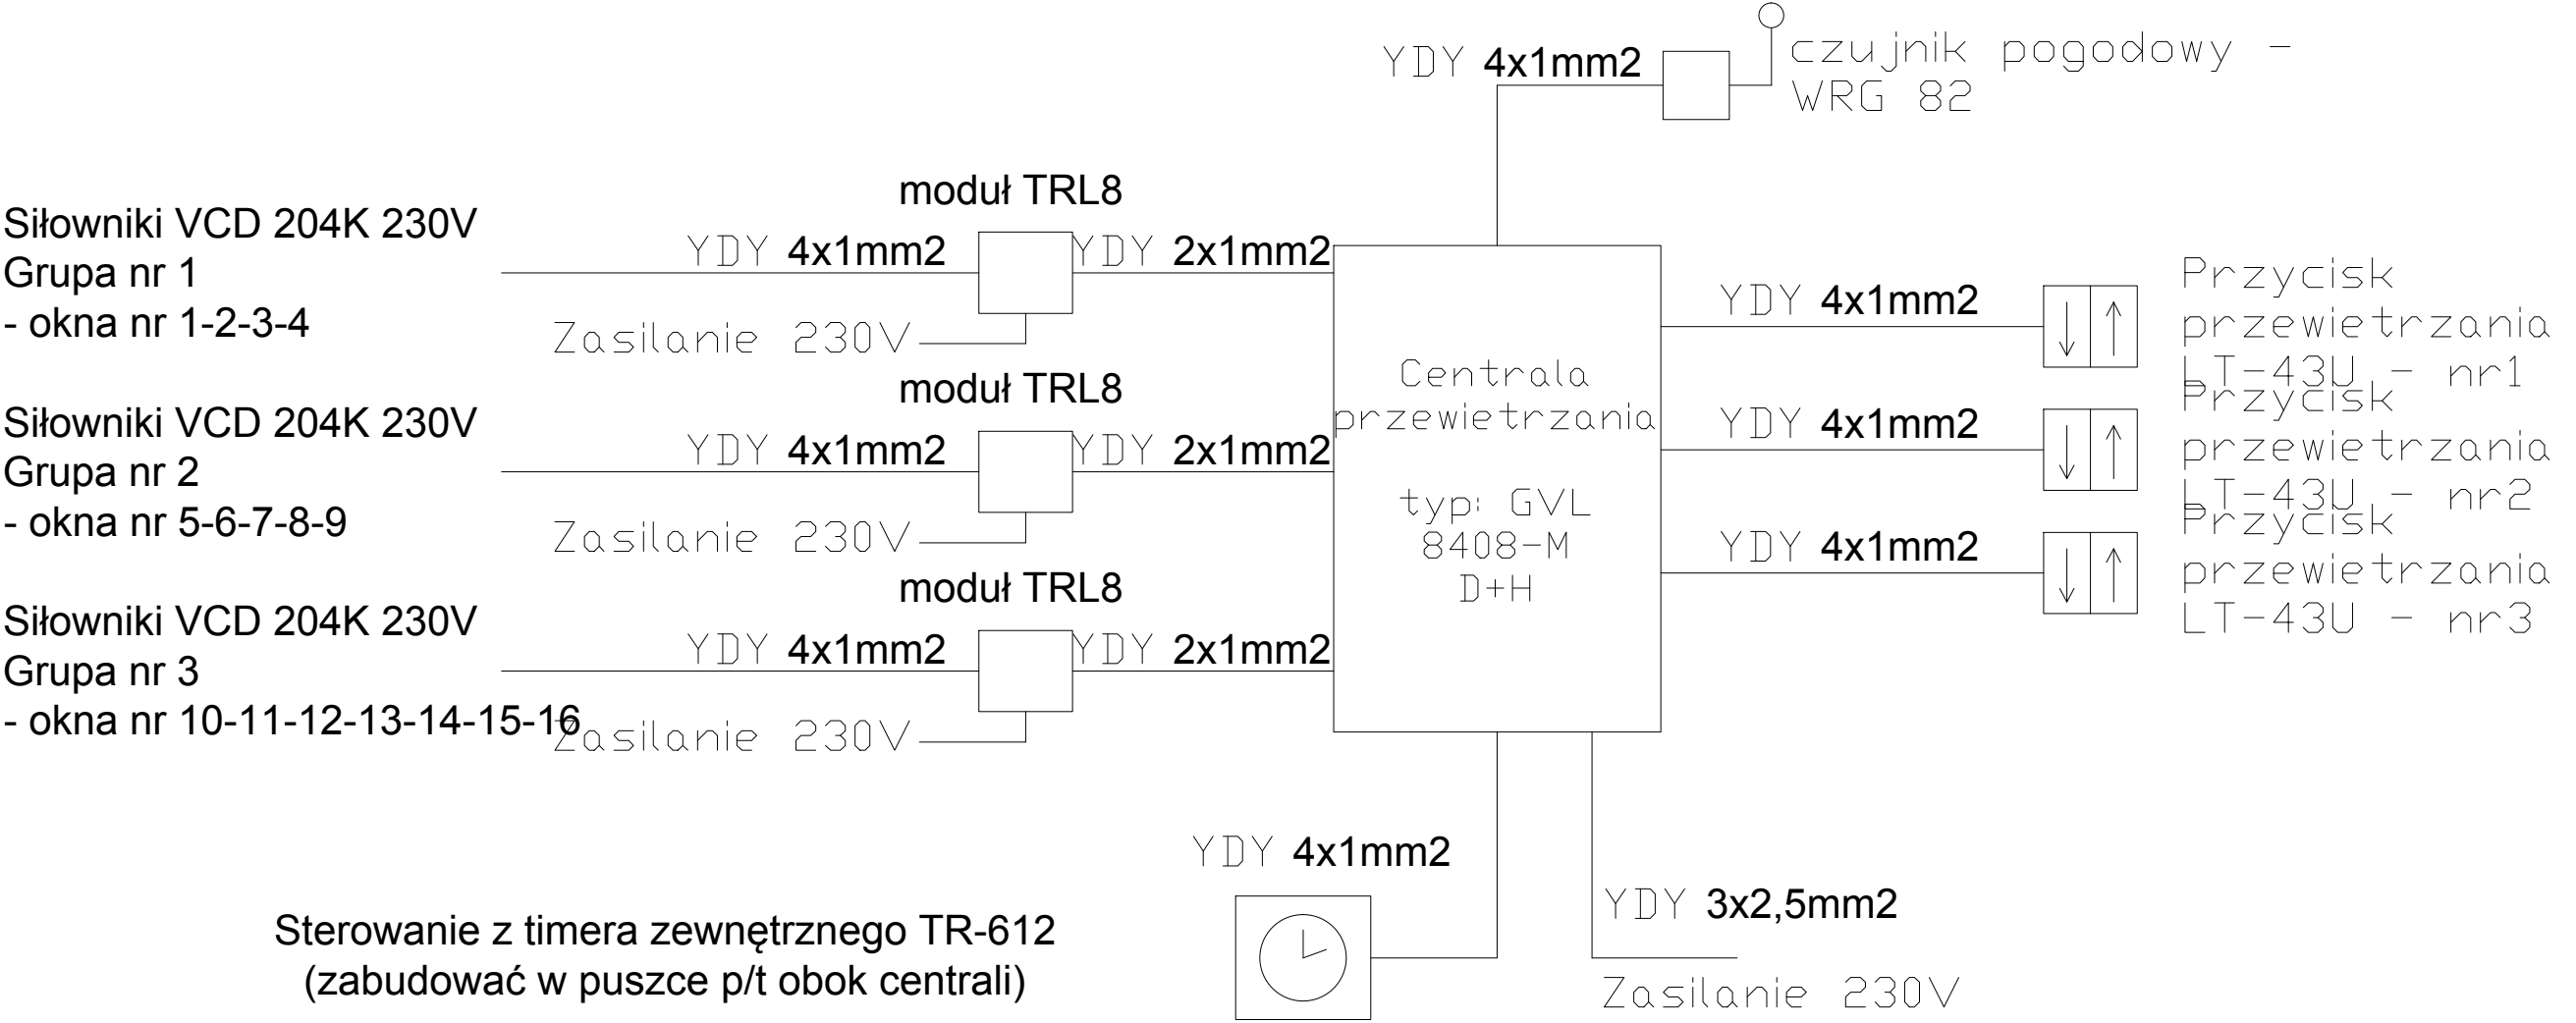 YDY 4x1mm2
czujnik pogodowy -
WRG 82
moduł TRL8
Siłowniki VCD 204K 230V
Grupa nr 1
- okna nr 1-2-3-4
YDY 4x1mm2
YDY 2x1mm2
Zasilanie 230V
moduł TRL8
Siłowniki VCD 204K 230V
Grupa nr 2
- okna nr 5-6-7-8-9
YDY 4x1mm2
YDY 2x1mm2
Zasilanie 230V
moduł TRL8
Siłowniki VCD 204K 230V
Grupa nr 3
- okna nr 10-11-12-13-14-15-16
YDY 4x1mm2
YDY 2x1mm2
Zasilanie 230V
Centrala
przewietrzania
typ: GVL
8408-M
D+H
YDY 4x1mm2
Przycisk
przewietrzania
LT-43U - nr1
YDY 4x1mm2
Przycisk
przewietrzania
LT-43U - nr2
YDY 4x1mm2
Przycisk
przewietrzania
LT-43U - nr3
YDY 4x1mm2
Sterowanie z timera zewnętrznego TR-612
(zabudować w puszce p/t obok centrali)
YDY 3x2,5mm2
Zasilanie 230V